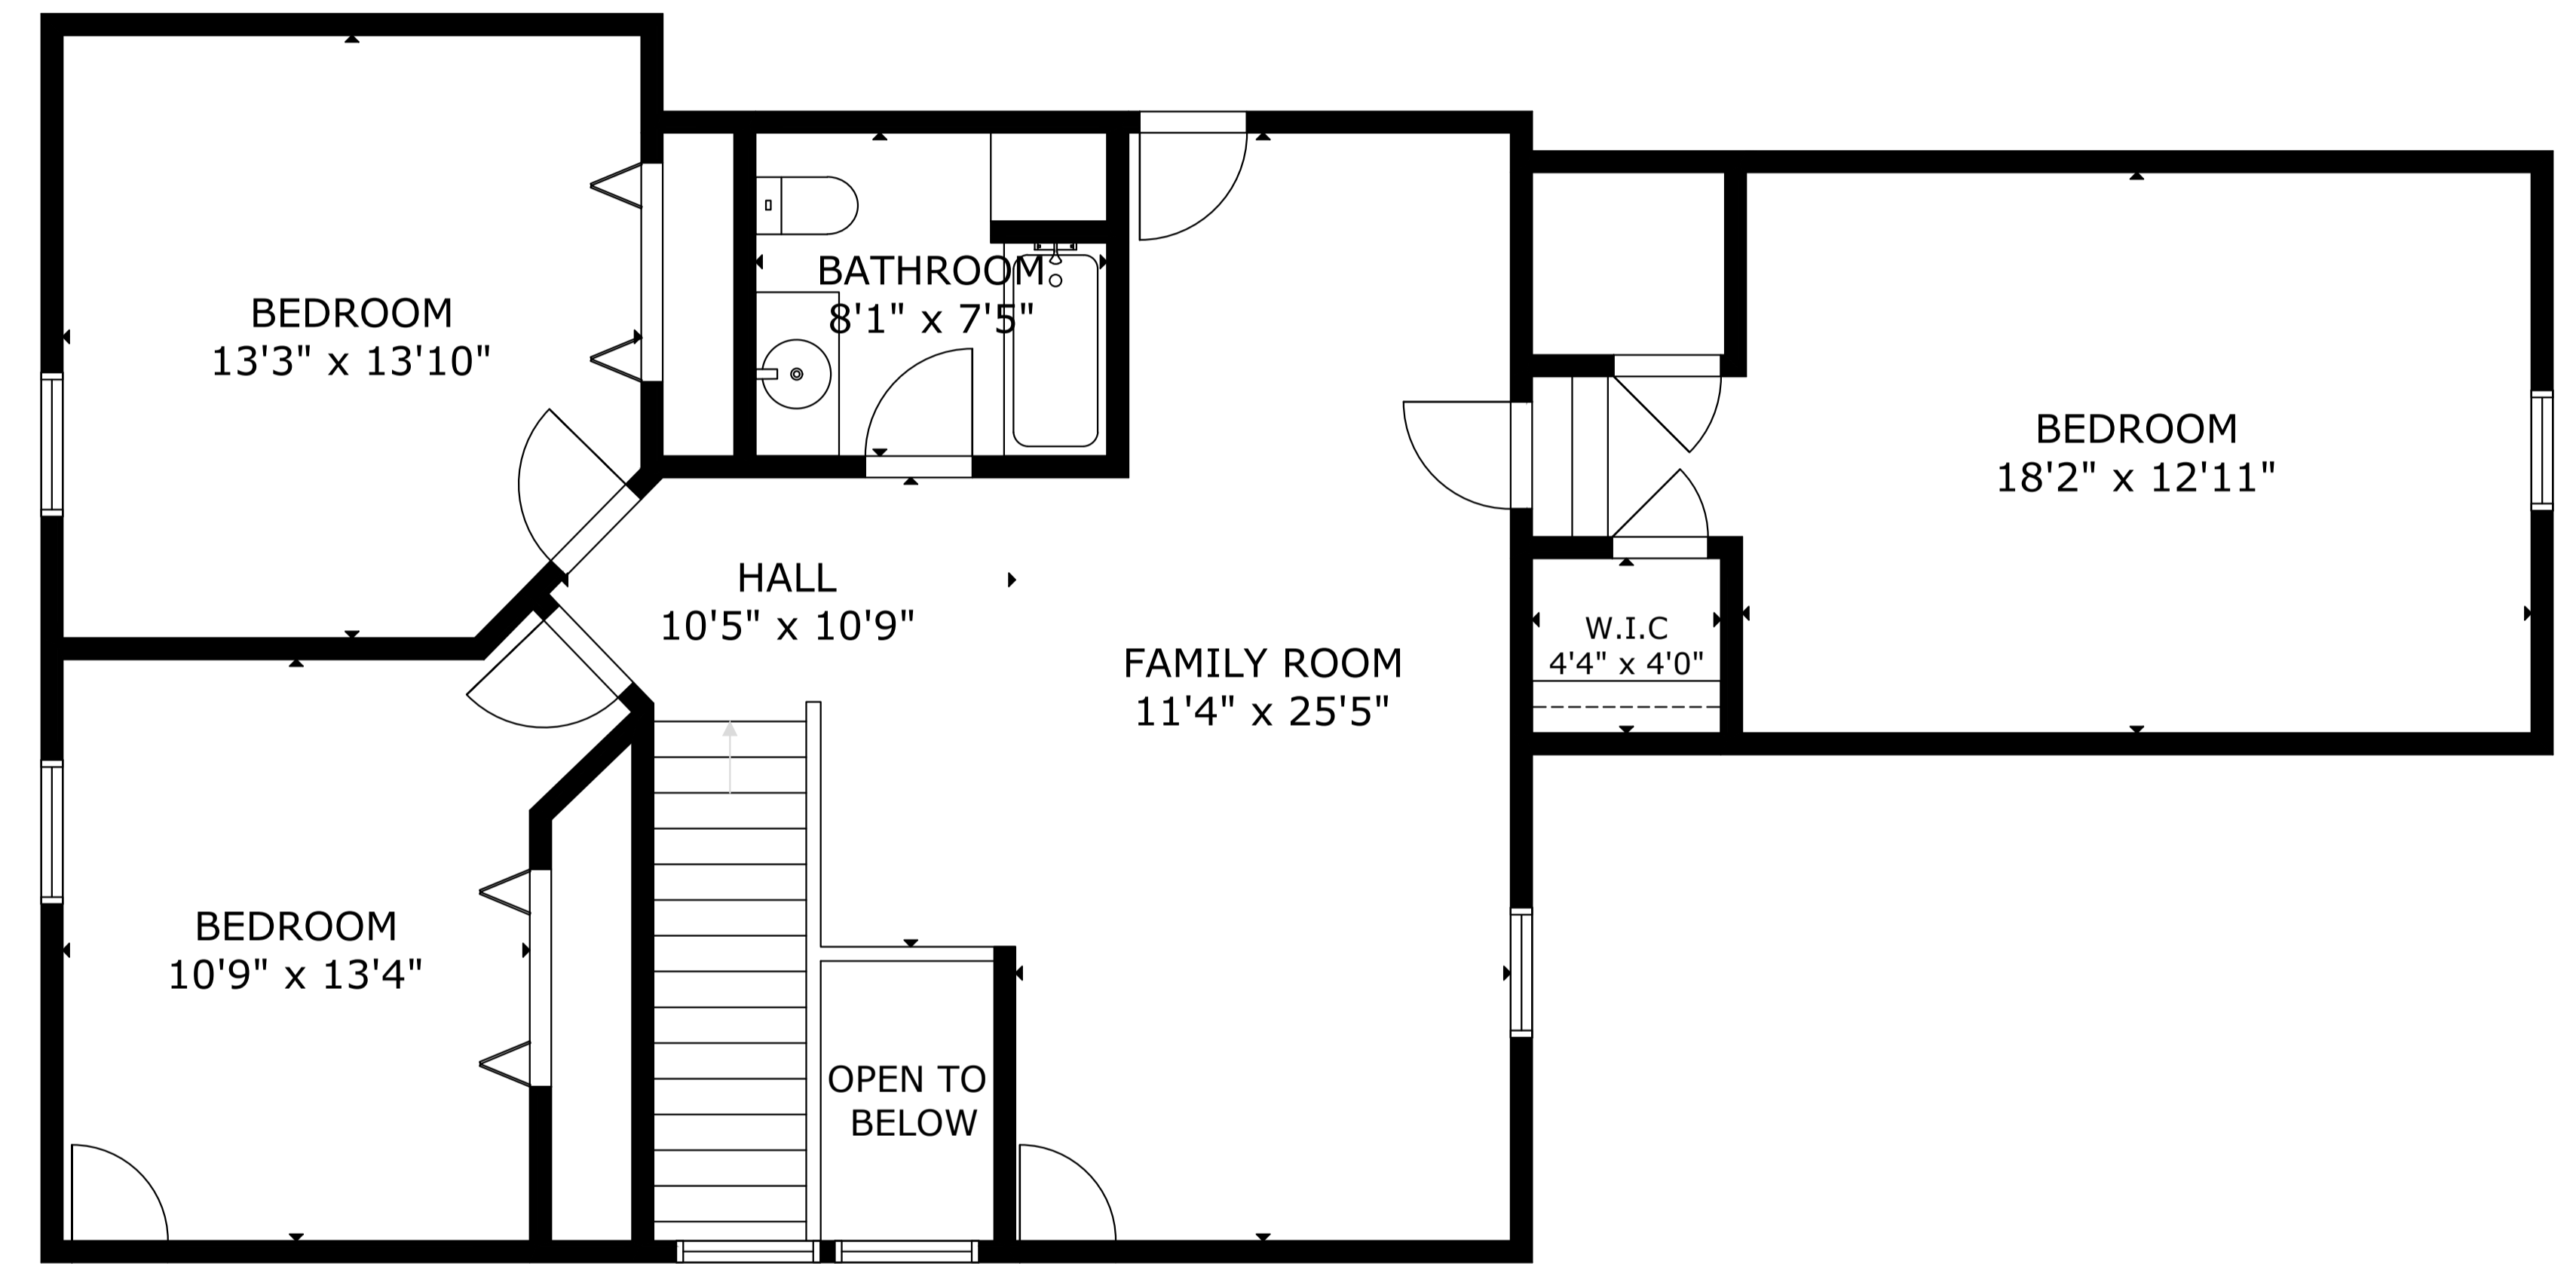 BEDROOM
13'3" x 13'10"
BATHROOM
8'1" x 7'5"
BEDROOM
18'2" x 12'11"
HALL
10'5" x 10'9"
FAMILY ROOM
11'4" x 25'5"
W.I.C
4'4" x 4'0"
BEDROOM
10'9" x 13'4"
OPEN TO
BELOW